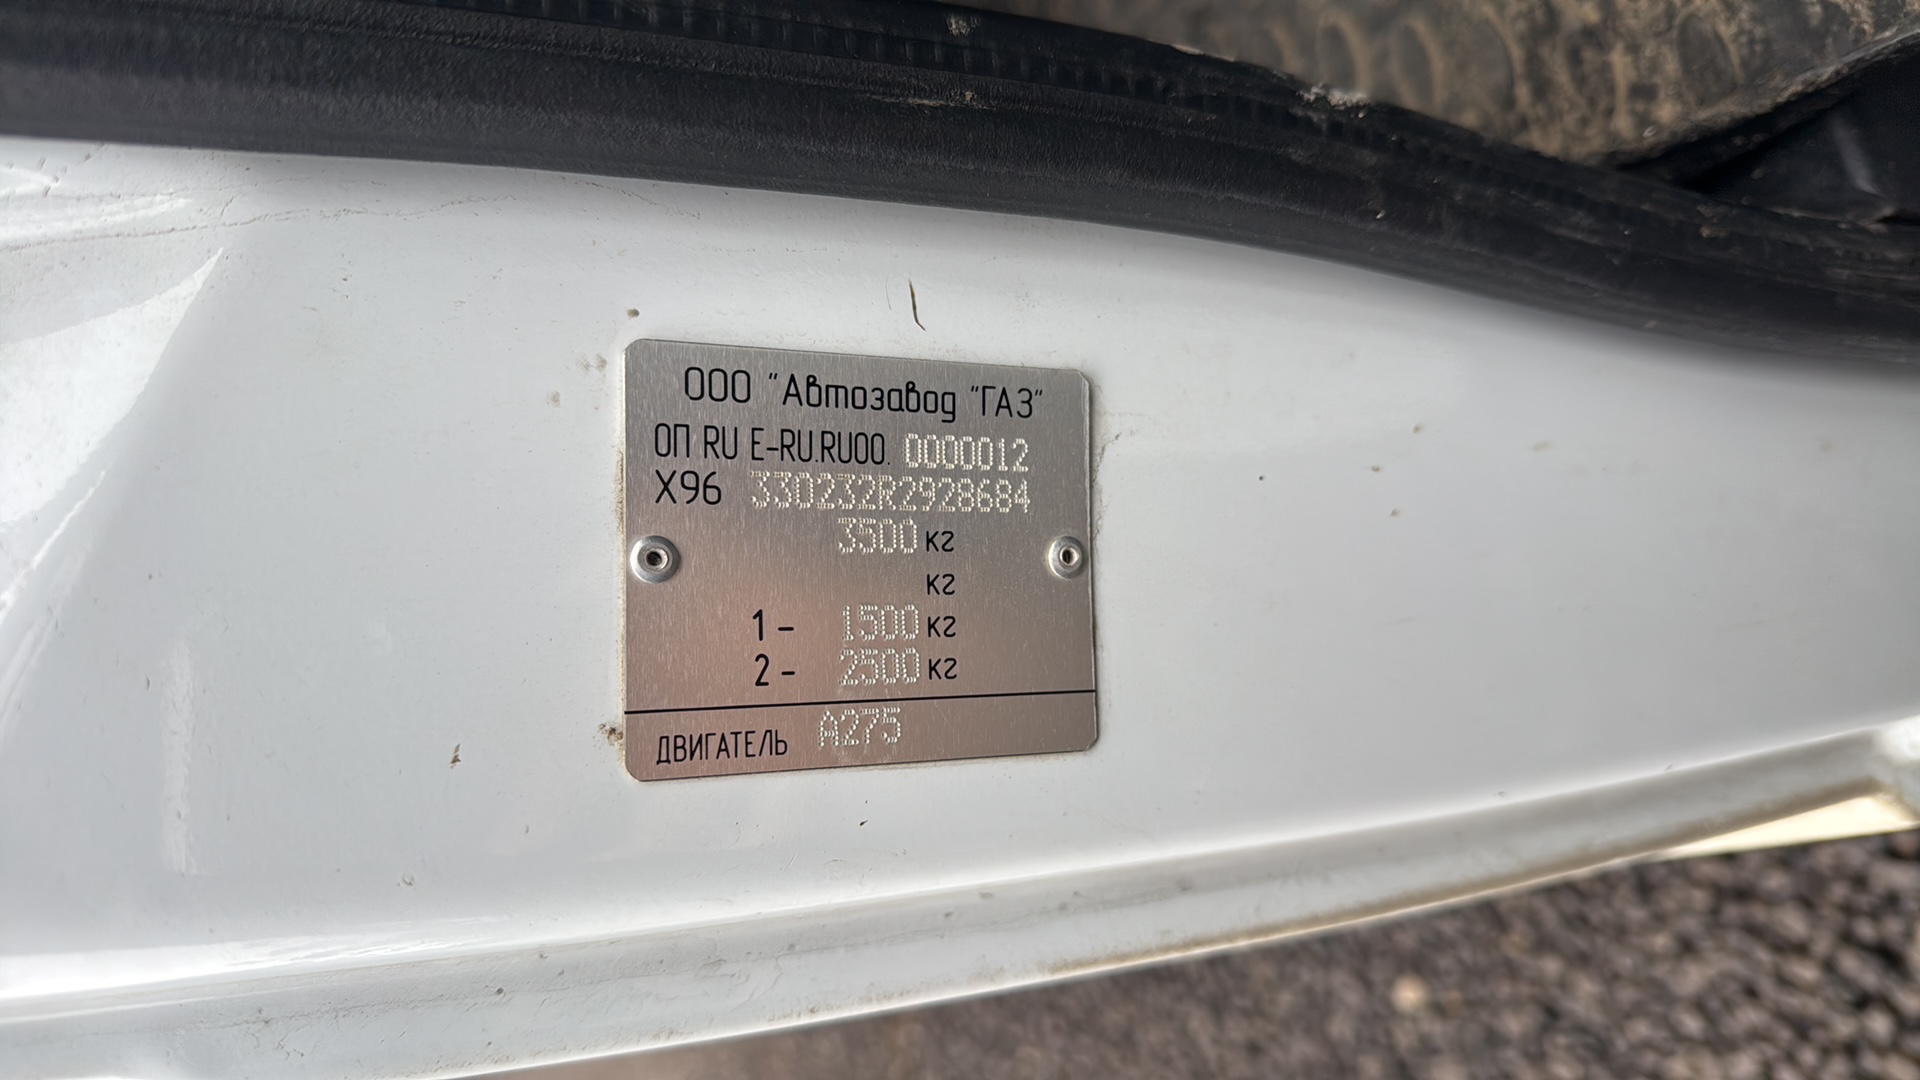 ООО "Автозавод "ГАЗ"
ОП RU E-RU.RU00. 0000012
X96 330232R2928684
3500 кг
кг
1 - 1500 кг
2 - 2500 кг
ДВИГАТЕЛЬ А275